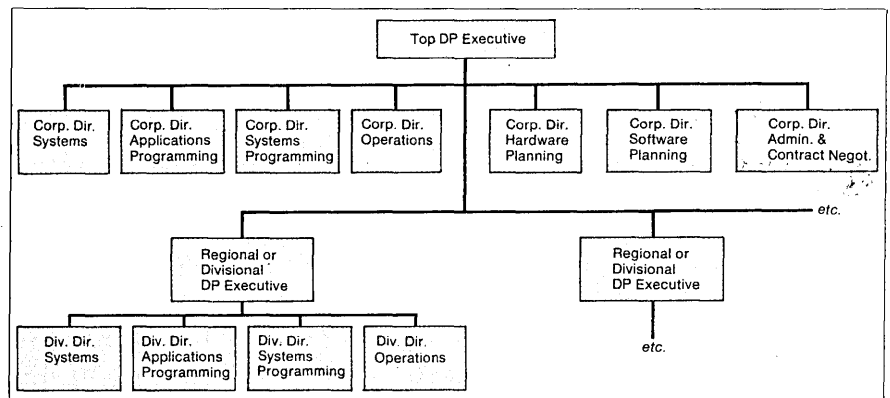 Top DP Executive
Corp. Dir.
Systems
Corp. Dir.
Applications
Programming
Corp. Dir.
Systems
Programming
Corp. Dir.
Operations
Corp. Dir.
Hardware
Planning
Corp. Dir.
Software
Planning
Corp. Dir.
Admin. &
Contract Negot.
etc.
Regional or
Divisional
DP Executive
Regional or
Divisional
DP Executive
Div. Dir.
Systems
Div. Dir.
Applications
Programming
Div. Dir.
Systems
Programming
Div. Dir.
Operations
etc.